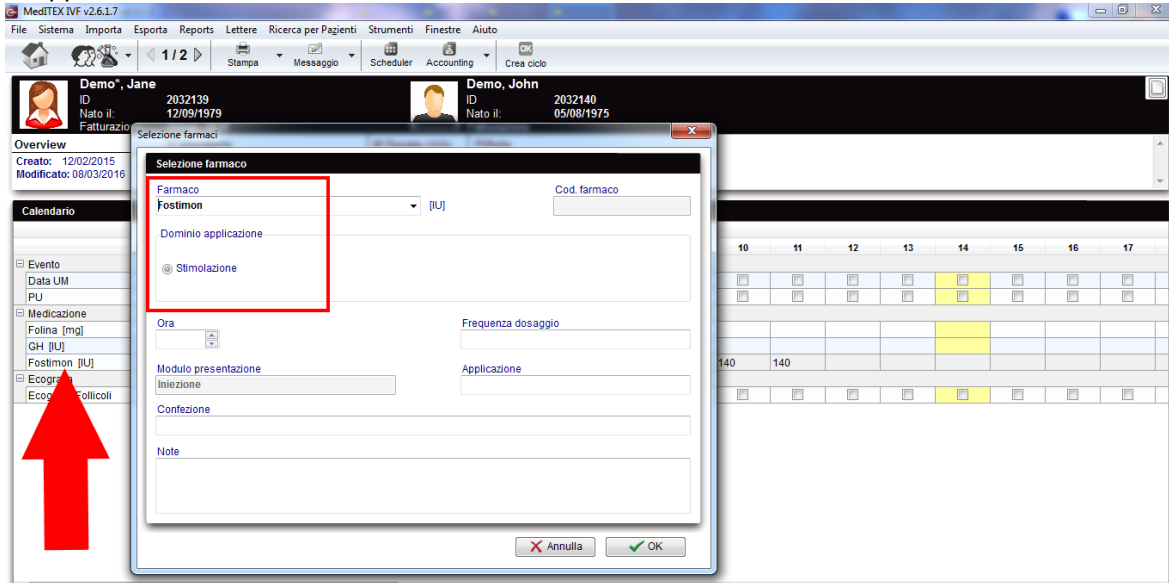 MedITEX IVF v2.6.1.7
File Sistema Importa Esporta Reports Lettere Ricerca per Pazienti Strumenti Finestre Aiuto
1/2 Stampa Messaggio Scheduler Accounting OK Crea ciclo
Demo*, Jane
ID 2032139
Nato il: 12/09/1979
Fatturazio
Demo, John
ID 2032140
Nato il: 05/08/1975
Overview
Creato: 12/02/2015
Modificato: 08/03/2016
Selezione farmaci
Selezione farmaco
Farmaco
Fostimon [IU]
Cod. farmaco
Dominio applicazione
Stimolazione
Ora
Frequenza dosaggio
Modulo presentazione
Iniezione
Applicazione
Confezione
Note
Annulla OK
Calendario
10 11 12 13 14 15 16 17
Evento
Data UM
PU
Medicazione
Folina [mg]
GH [IU]
Fostimon [IU] 140 140
Follicoli